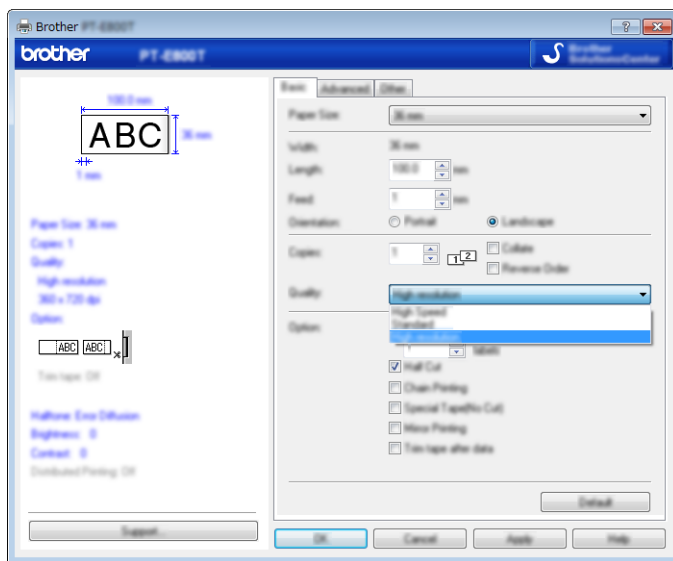 Brother PT-E800T
brother PT-E800T
Brother
SolutionsCenter
Basic Advanced Other
100.0 mm
ABC
36 mm
1 mm
Paper Size: 36 mm
Copies: 1
Quality:
High-resolution
360 x 720 dpi
Option:
ABC ABC
Trim tape: Off
Halftone: Error Diffusion
Brightness: 0
Contrast: 0
Distributed Printing: Off
Support...
Paper Size: 36 mm
Width: 36 mm
Length: 100.0 mm
Feed: 1 mm
Orientation: Portrait Landscape
Copies: 1 1 2 Collate
Reverse Order
Quality: High-resolution
High Speed
Standard
High-resolution
Option:
1 labels
Half Cut
Chain Printing
Special Tape(No Cut)
Mirror Printing
Trim tape after data
Default
OK Cancel Apply Help